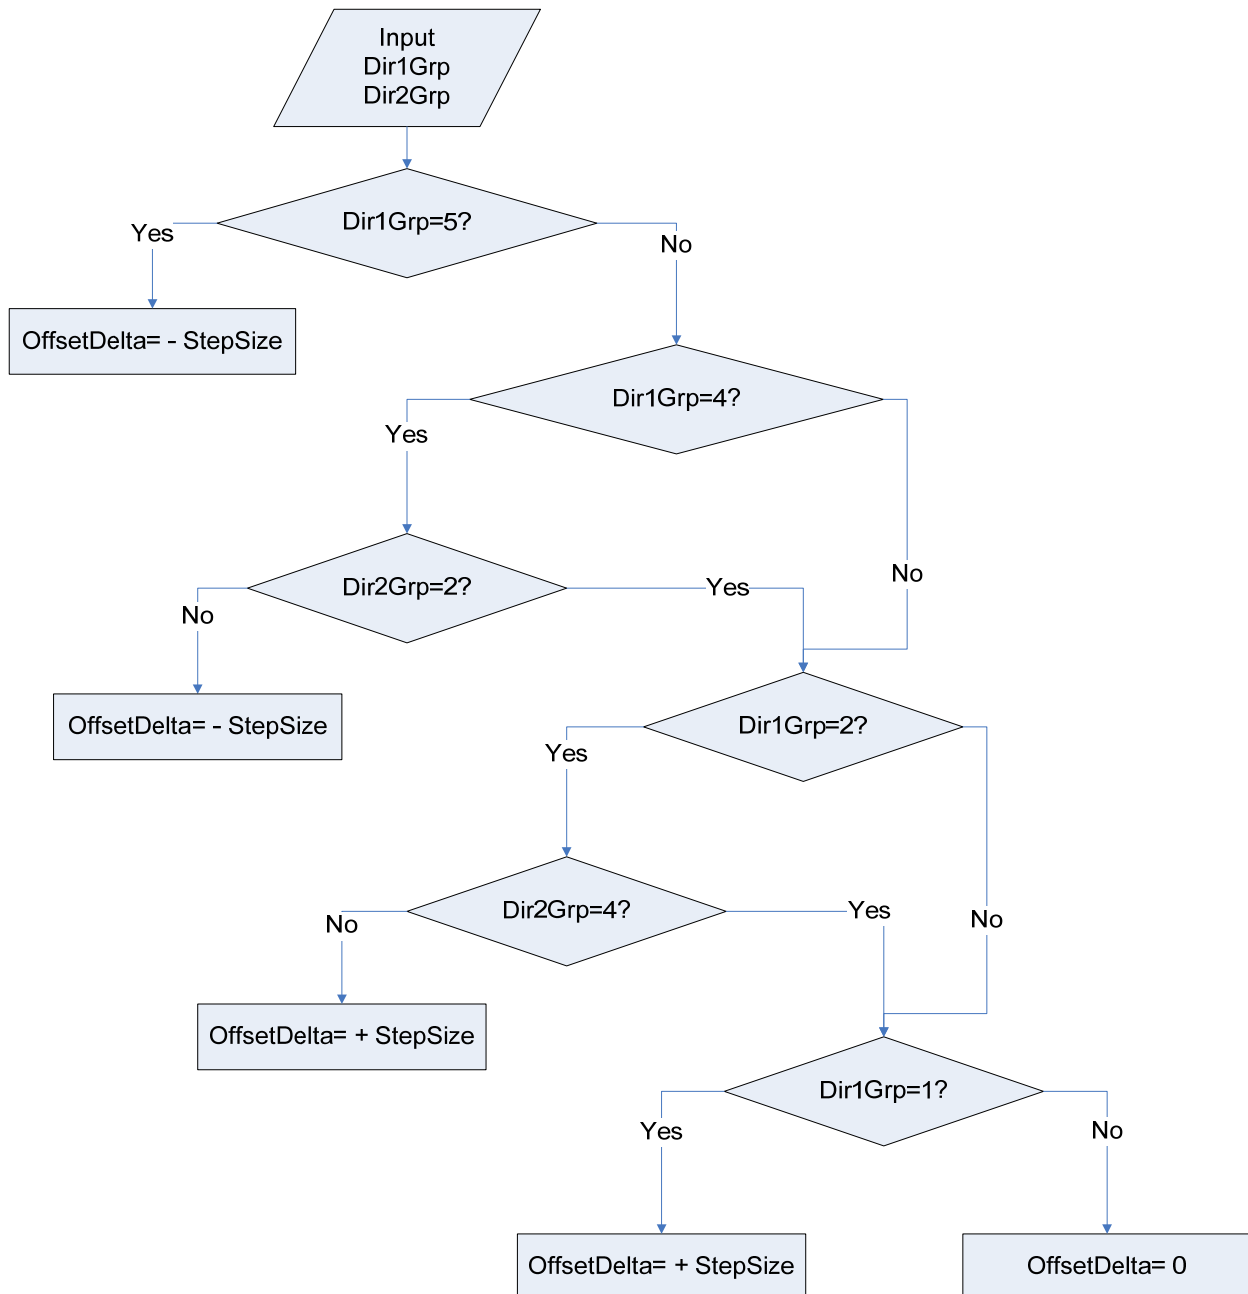 Input
Dir1Grp
Dir2Grp
Dir1Grp=5?
Yes
No
OffsetDelta= - StepSize
Dir1Grp=4?
Yes
No
Dir2Grp=2?
No
Yes
OffsetDelta= - StepSize
Dir1Grp=2?
Yes
No
Dir2Grp=4?
No
Yes
OffsetDelta= + StepSize
Dir1Grp=1?
Yes
No
OffsetDelta= + StepSize
OffsetDelta= 0